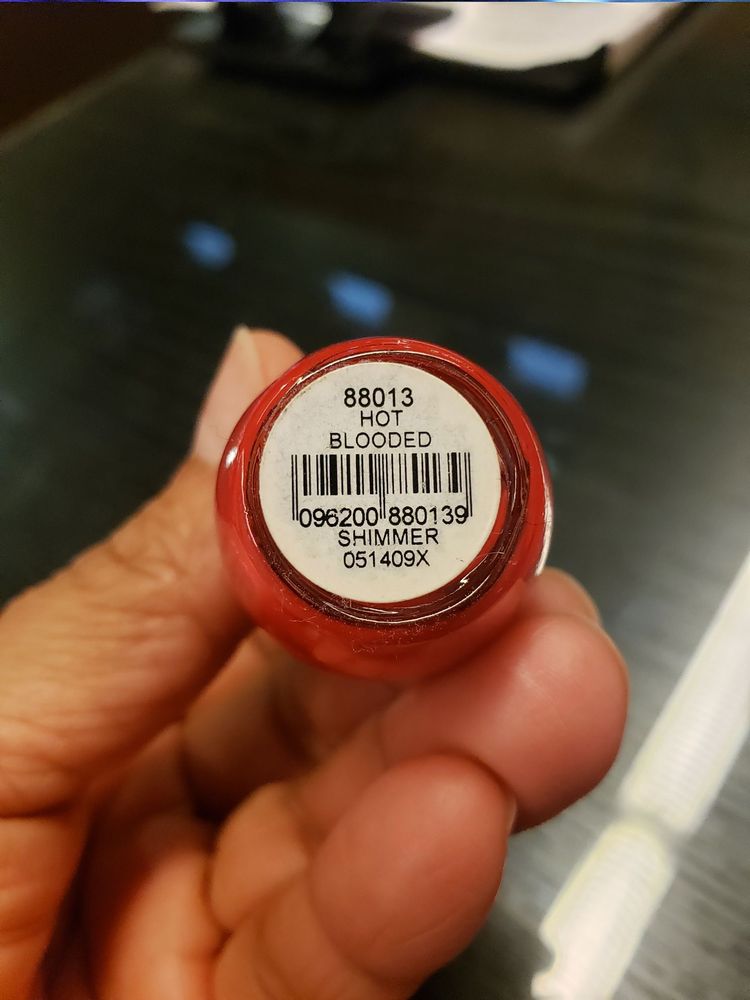 88013
HOT
BLOODED
096200 880139
SHIMMER
051409X